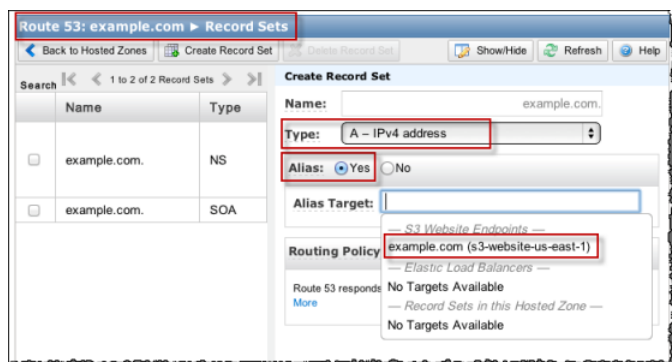 Route 53: example.com ► Record Sets
Back to Hosted Zones Create Record Set Delete Record Set Show/Hide Refresh Help
Search 1 to 2 of 2 Record Sets
Name Type
example.com. NS
example.com. SOA
Create Record Set
Name: example.com.
Type: A – IPv4 address
Alias: Yes No
Alias Target:
— S3 Website Endpoints —
example.com (s3-website-us-east-1)
— Elastic Load Balancers —
No Targets Available
— Record Sets in this Hosted Zone —
No Targets Available
Routing Policy
Route 53 responds
More